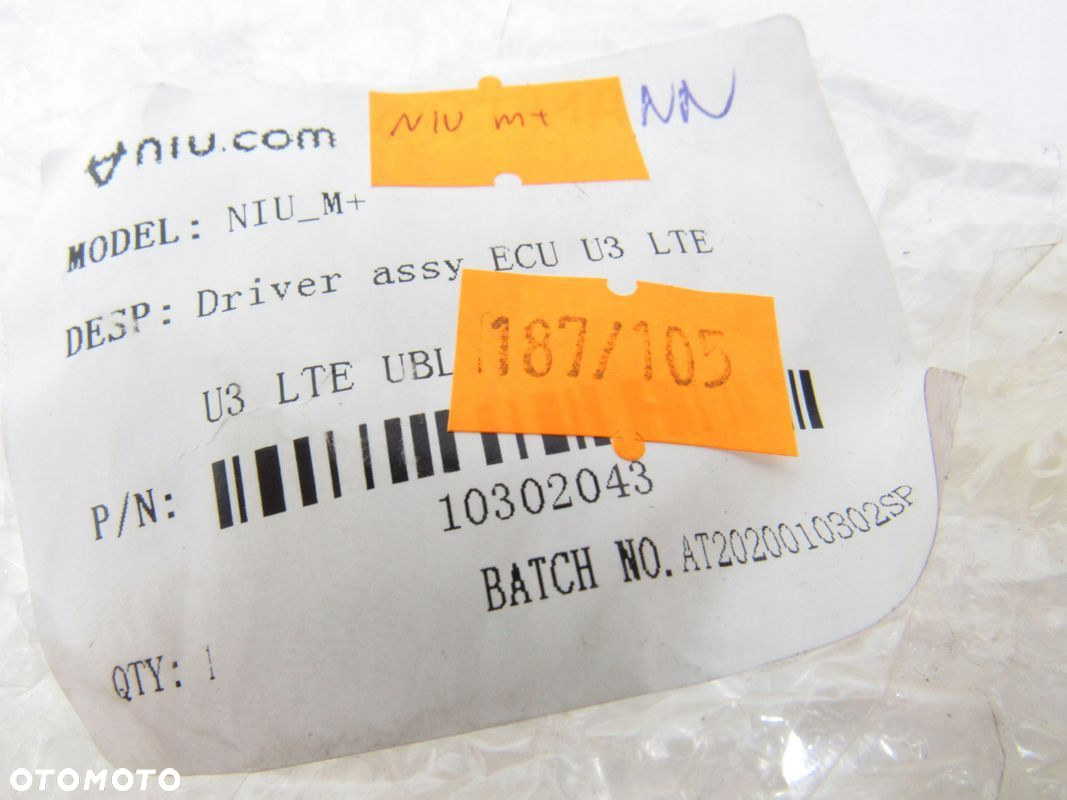 niu.com
NIU m+
NN
MODEL: NIU_M+
DESP: Driver assy ECU U3 LTE
U3 LTE UBL
187/105
P/N:
10302043
BATCH NO. AT2020010302SP
QTY: 1
OTOMOTO